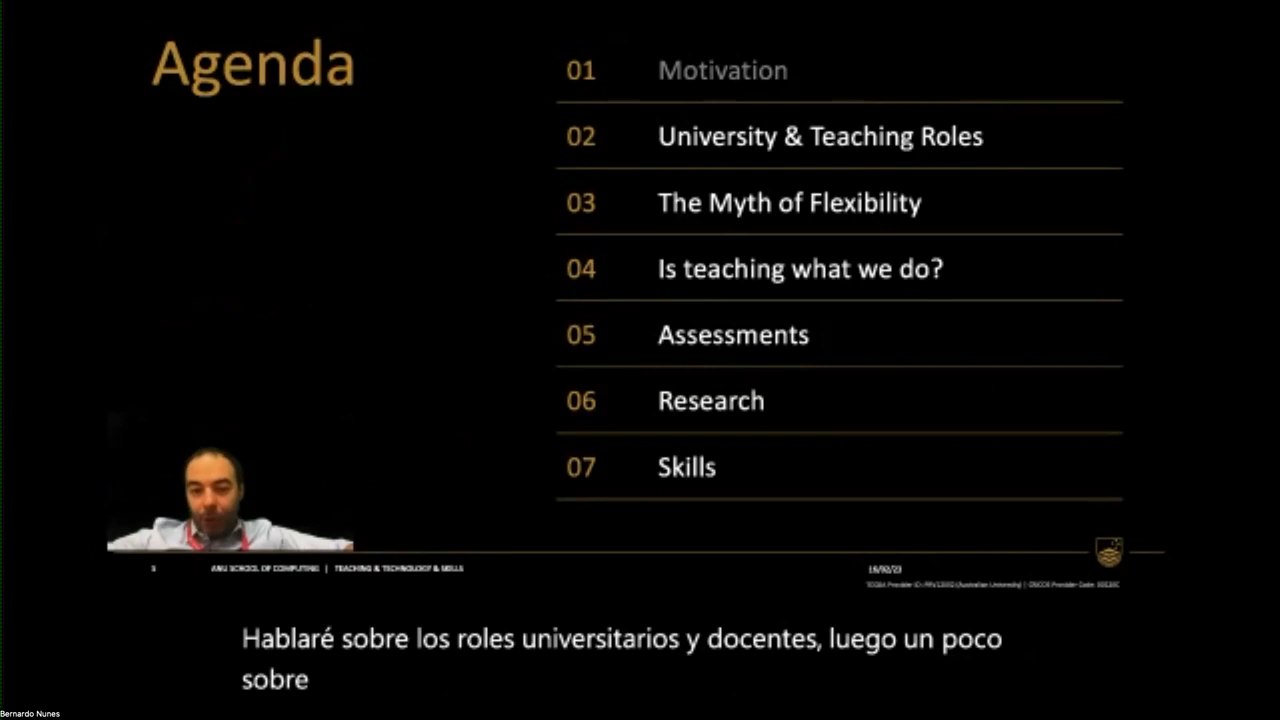 Agenda
01 Motivation
02 University & Teaching Roles
03 The Myth of Flexibility
04 Is teaching what we do?
05 Assessments
06 Research
07 Skills
3 ANU SCHOOL OF COMPUTING | TEACHING & TECHNOLOGY & SKILLS
Hablaré sobre los roles universitarios y docentes, luego un poco
sobre
Bernardo Nunes